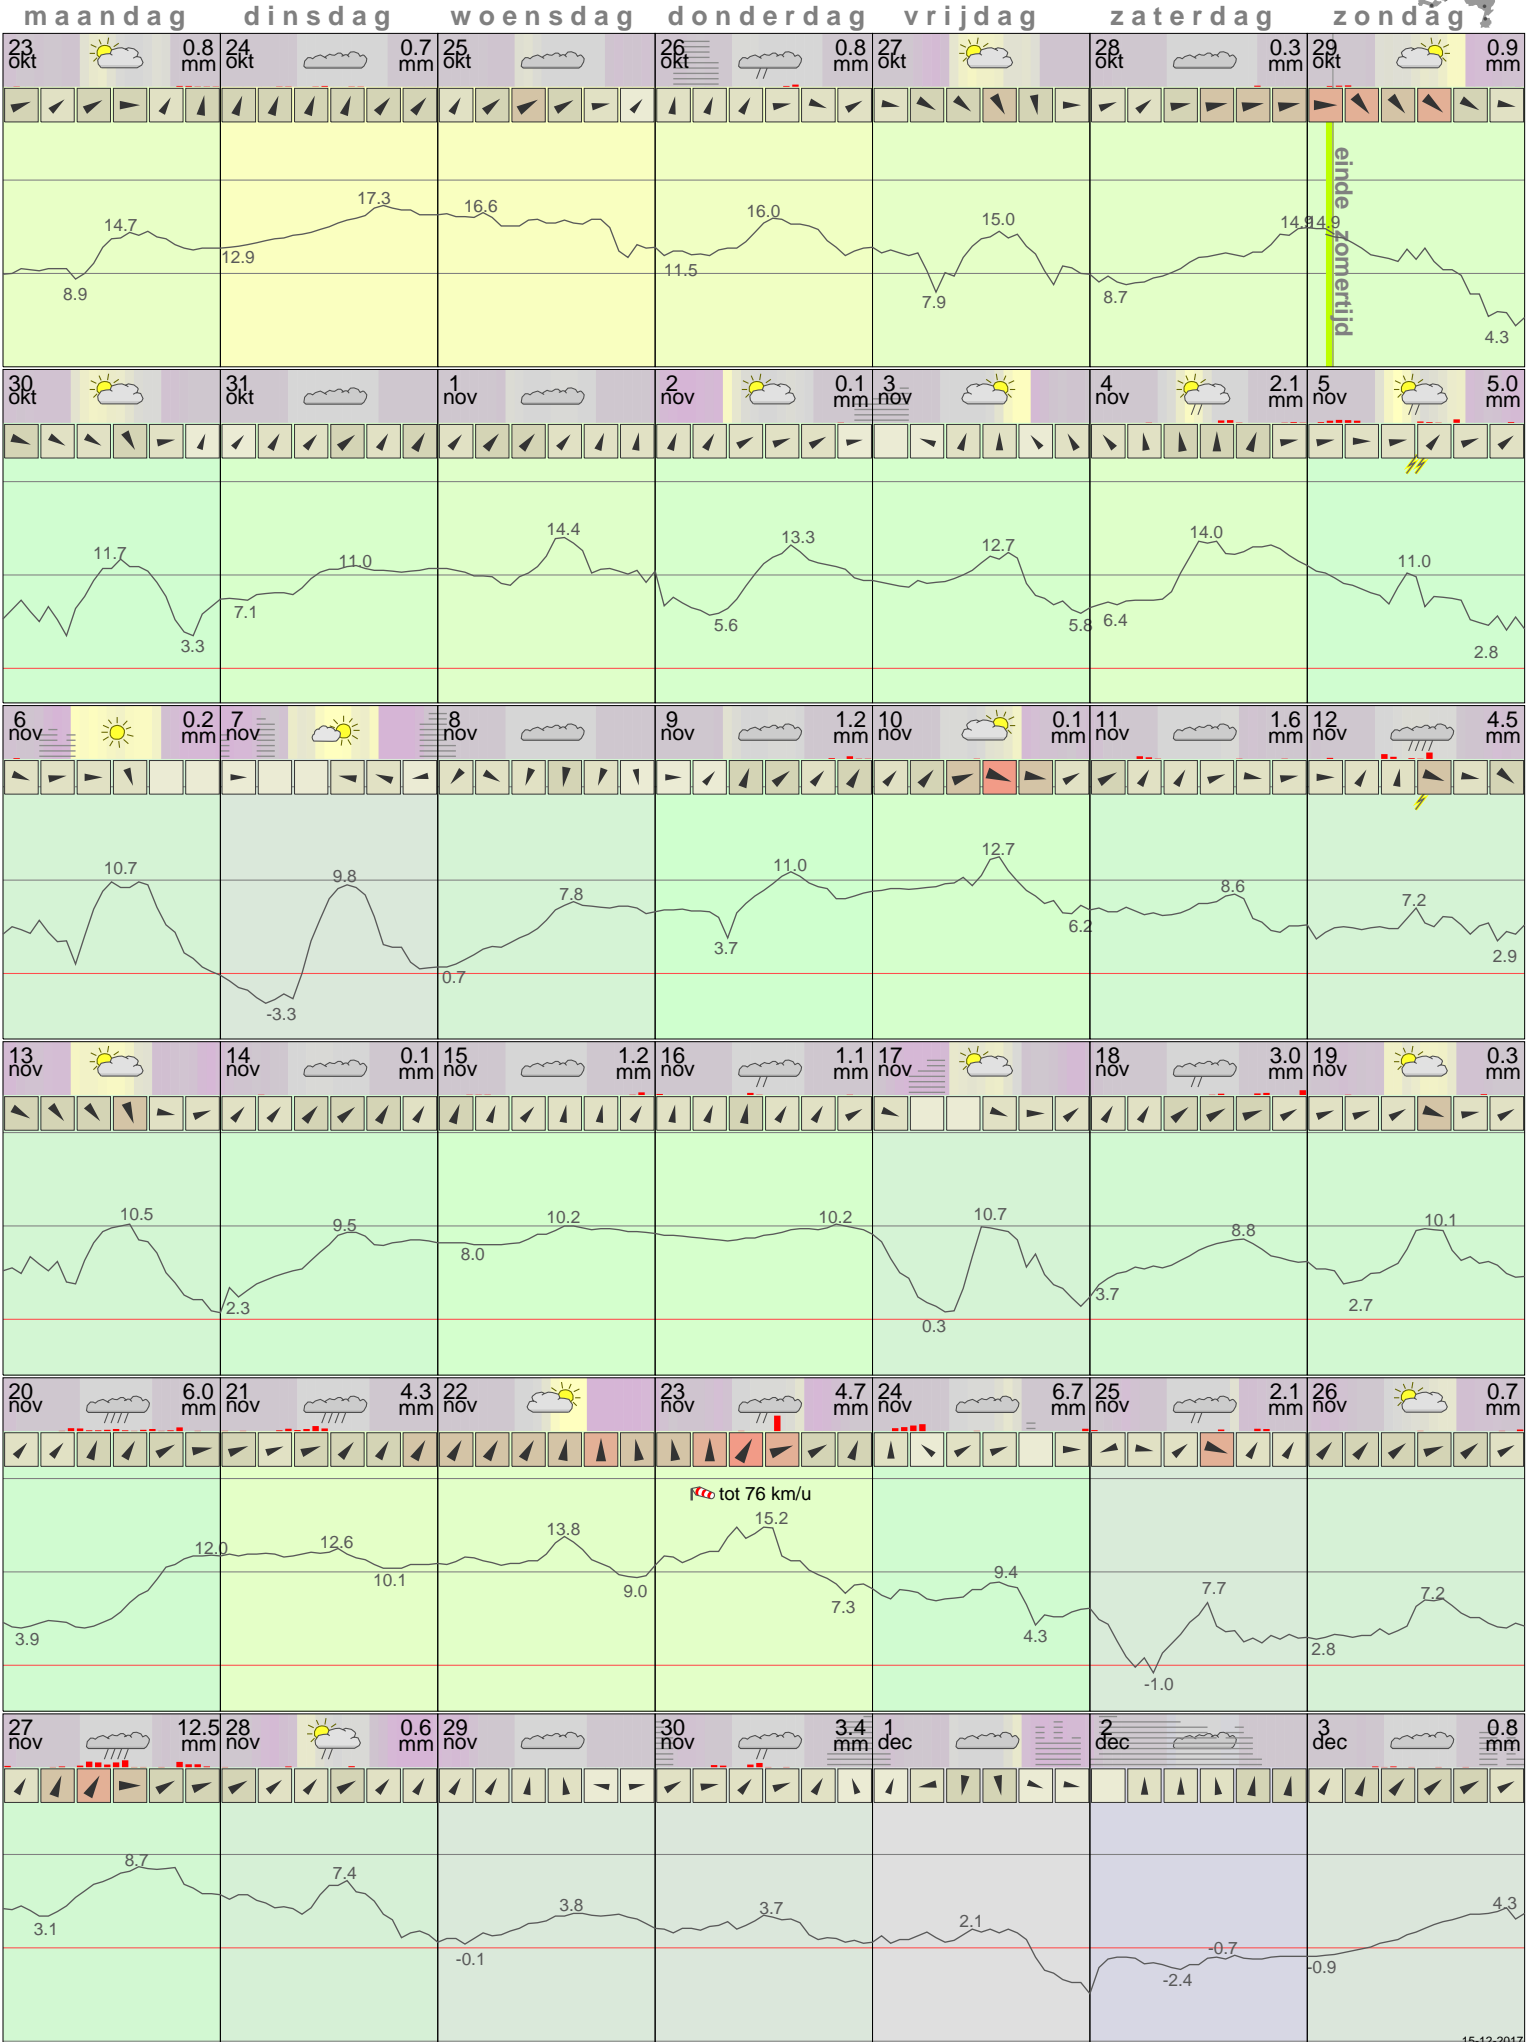 maandag dinsdag woensdag donderdag vrijdag zaterdag zondag
23 okt 0.8 mm 24 okt 0.7 mm 25 okt 26 okt 0.8 mm 27 okt 28 okt 0.3 mm 29 okt 0.9 mm
einde zomertijd
14.7 8.9 12.9 17.3 16.6 11.5 16.0 7.9 15.0 8.7 14.9 14.9 4.3
30 okt 31 okt 1 nov 2 nov 0.1 mm 3 nov 4 nov 2.1 mm 5 nov 5.0 mm
11.7 3.3 7.1 11.0 14.4 5.6 13.3 12.7 5.8 6.4 14.0 11.0 2.8
6 nov 0.2 mm 7 nov 8 nov 9 nov 1.2 mm 10 nov 0.1 mm 11 nov 1.6 mm 12 nov 4.5 mm
10.7 -3.3 9.8 0.7 7.8 3.7 11.0 12.7 6.2 8.6 7.2 2.9
13 nov 14 nov 0.1 mm 15 nov 1.2 mm 16 nov 1.1 mm 17 nov 18 nov 3.0 mm 19 nov 0.3 mm
10.5 2.3 9.5 8.0 10.2 10.2 0.3 10.7 3.7 8.8 2.7 10.1
20 nov 6.0 mm 21 nov 4.3 mm 22 nov 23 nov 4.7 mm 24 nov 6.7 mm 25 nov 2.1 mm 26 nov 0.7 mm
tot 76 km/u
3.9 12.0 12.6 10.1 13.8 9.0 15.2 7.3 9.4 4.3 -1.0 7.7 2.8 7.2
27 nov 12.5 mm 28 nov 0.6 mm 29 nov 30 nov 3.4 mm 1 dec 2 dec 3 dec 0.8 mm
3.1 8.7 7.4 -0.1 3.8 3.7 2.1 -2.4 -0.7 -0.9 4.3
15-12-2017